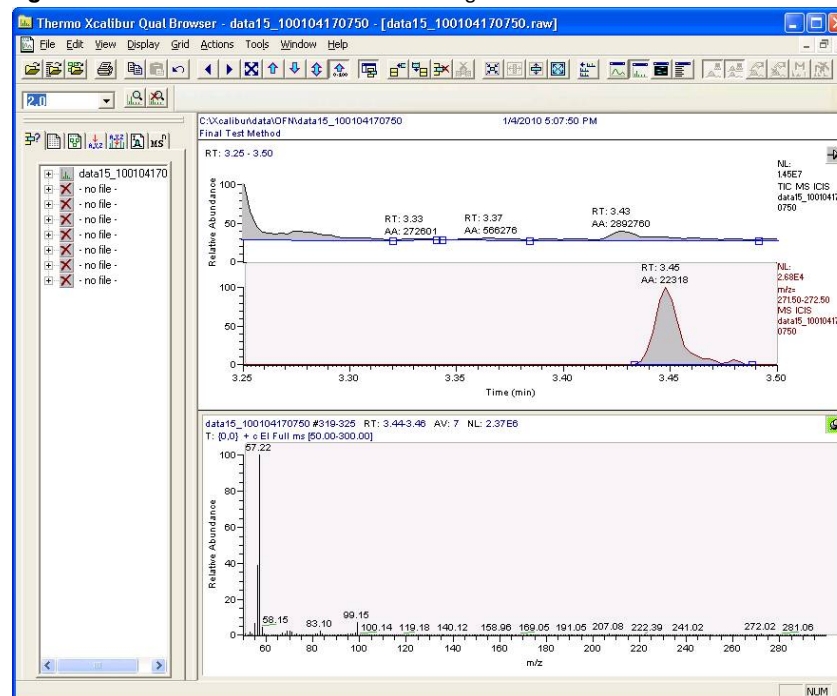 Thermo Xcalibur Qual Browser - data15_100104170750 - [data15_100104170750.raw]
File Edit View Display Grid Actions Tools Window Help
2.0
data15_100104170
- no file -
- no file -
- no file -
- no file -
- no file -
- no file -
- no file -
C:\Xcalibur\data\OFN\data15_100104170750 1/4/2010 5:07:50 PM
Final Test Method
RT: 3.25 - 3.50
Relative Abundance
100
50
0
RT: 3.33
AA: 272601
RT: 3.37
AA: 566276
RT: 3.43
AA: 2892760
NL:
1.45E7
TIC MS ICIS
data15_10010417
0750
100
50
0
RT: 3.45
AA: 22318
NL:
2.68E4
m/z=
271.50-272.50
MS ICIS
data15_10010417
0750
3.25 3.30 3.35 3.40 3.45 3.50
Time (min)
data15_100104170750 #319-325 RT: 3.44-3.46 AV: 7 NL: 2.37E6
T: {0,0} + c EI Full ms [50.00-300.00]
Relative Abundance
100
80
60
40
20
0
57.22
58.15 83.10 99.15 100.14 119.18 140.12 158.96 169.05 191.05 207.08 222.39 241.02 272.02 281.06
60 80 100 120 140 160 180 200 220 240 260 280
m/z
NUM